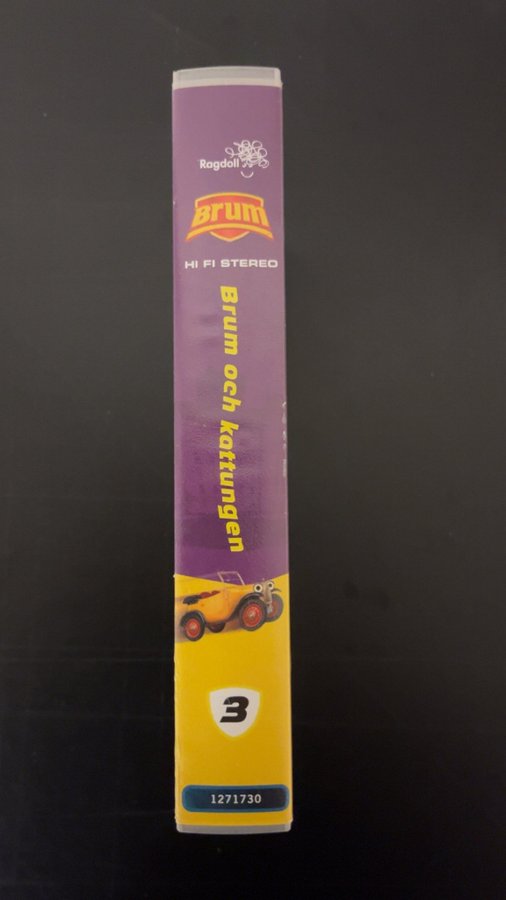 Ragdoll
Brum
HI FI STEREO
Brum och kattungen
3
1271730